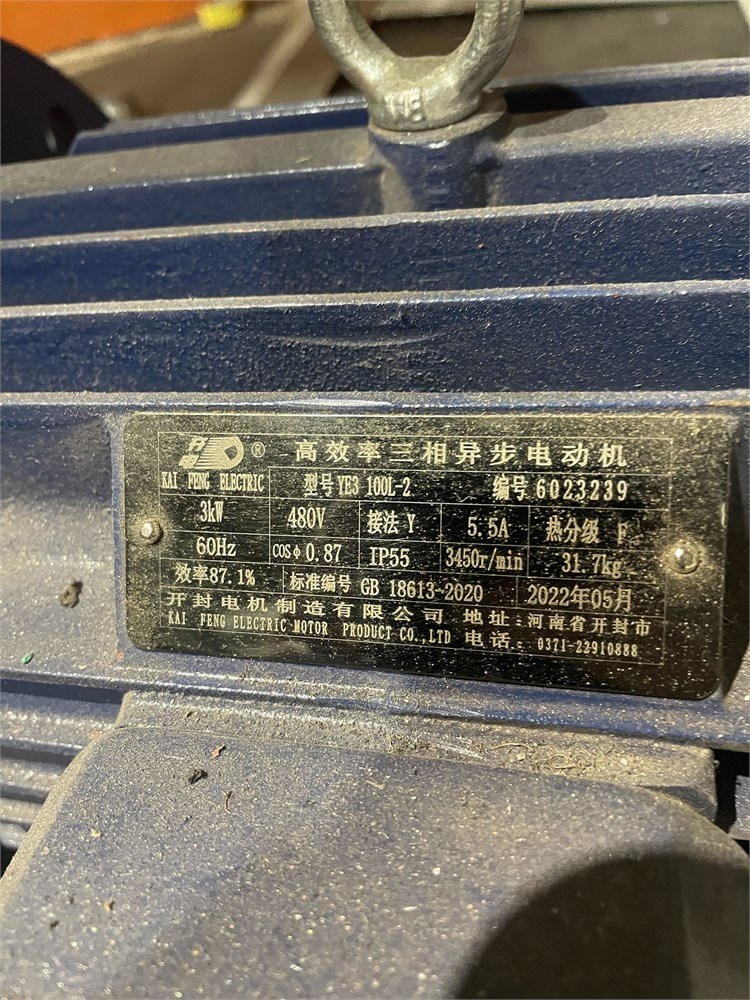 ® 高效率三相异步电动机
KAI FENG ELECTRIC 型号 YE3 100L-2 编号 6023239
3kW 480V 接法 Y 5.5A 热分级 F
60Hz COSφ 0.87 IP55 3450r/min 31.7kg
效率87.1% 标准编号 GB 18613-2020 2022年05月
开封电机制造有限公司 地址：河南省开封市
KAI FENG ELECTRIC MOTOR PRODUCT CO.,LTD 电话：0371-22910888